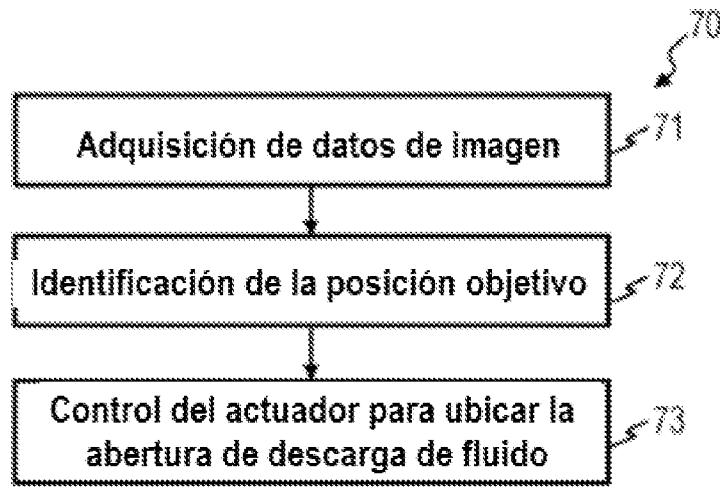 70
Adquisición de datos de imagen
71
Identificación de la posición objetivo
72
Control del actuador para ubicar la
abertura de descarga de fluido
73